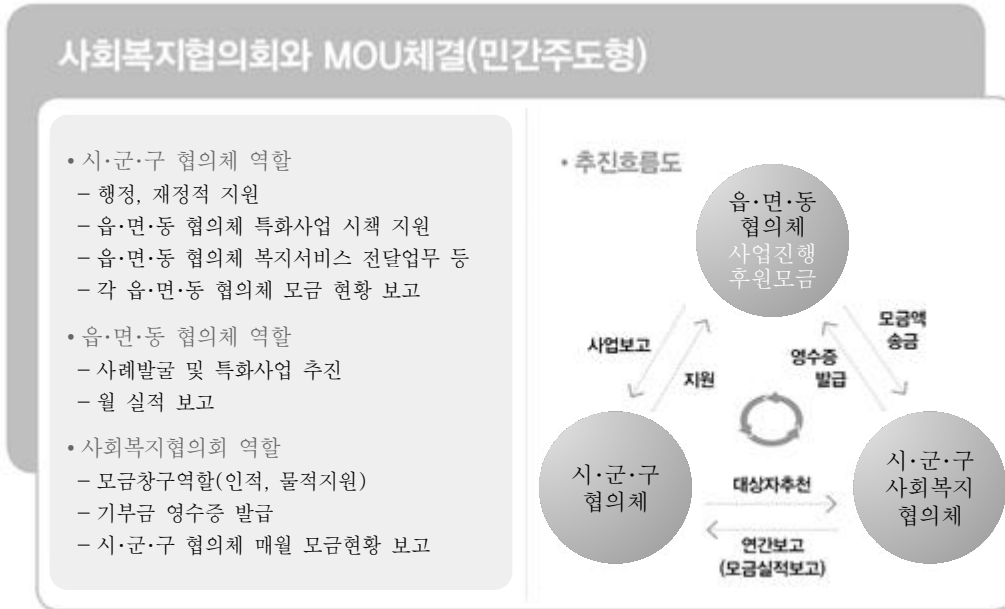 사회복지협의회와 MOU체결(민간주도형)
• 시·군·구 협의체 역할
– 행정, 재정적 지원
– 읍·면·동 협의체 특화사업 시책 지원
– 읍·면·동 협의체 복지서비스 전달업무 등
– 각 읍·면·동 협의체 모금 현황 보고
• 읍·면·동 협의체 역할
– 사례발굴 및 특화사업 추진
– 월 실적 보고
• 사회복지협의회 역할
– 모금창구역할(인적, 물적지원)
– 기부금 영수증 발급
– 시·군·구 협의체 매월 모금현황 보고
• 추진흐름도
읍·면·동
협의체
사업진행
후원모금
사업보고
지원
영수증
발급
모금액
송금
시·군·구
협의체
대상자추천
연간보고
(모금실적보고)
시·군·구
사회복지
협의체